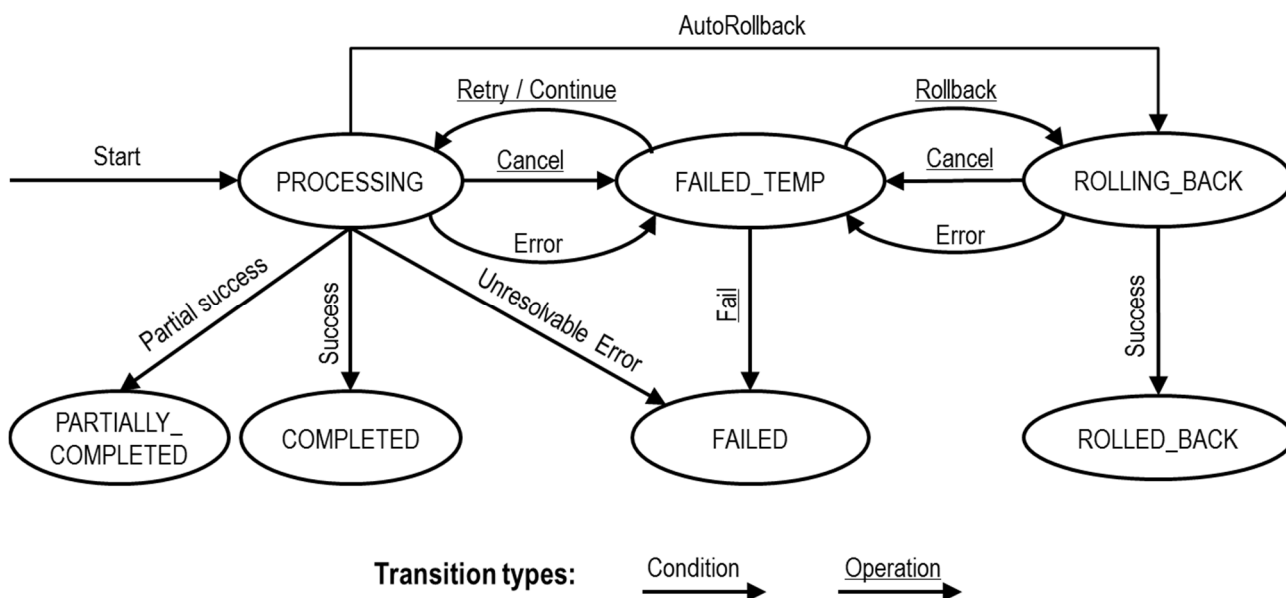 AutoRollback
Retry / Continue
Rollback
Start
Cancel
Cancel
PROCESSING
FAILED_TEMP
ROLLING_BACK
Error
Error
Partial success
Success
Unresolvable Error
Fail
Success
PARTIALLY_
COMPLETED
COMPLETED
FAILED
ROLLED_BACK
Transition types:
Condition
Operation